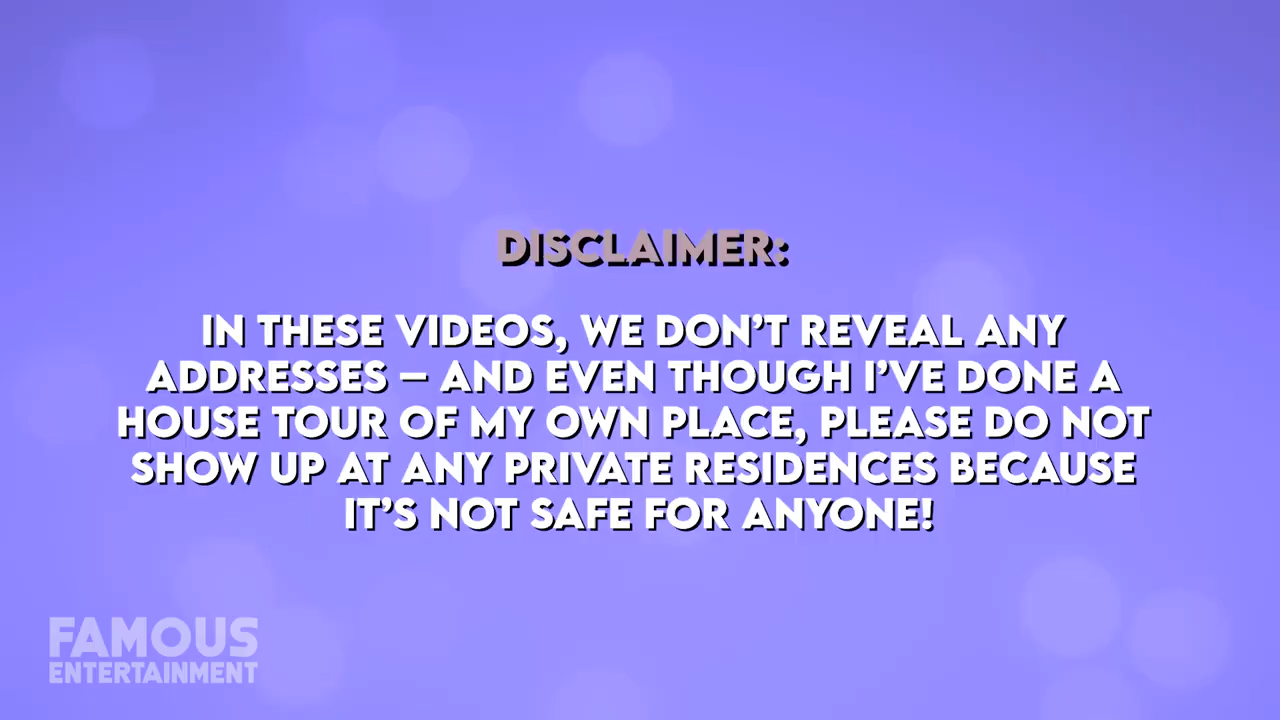 DISCLAIMER:
IN THESE VIDEOS, WE DON'T REVEAL ANY
ADDRESSES – AND EVEN THOUGH I'VE DONE A
HOUSE TOUR OF MY OWN PLACE, PLEASE DO NOT
SHOW UP AT ANY PRIVATE RESIDENCES BECAUSE
IT'S NOT SAFE FOR ANYONE!
FAMOUS
ENTERTAINMENT